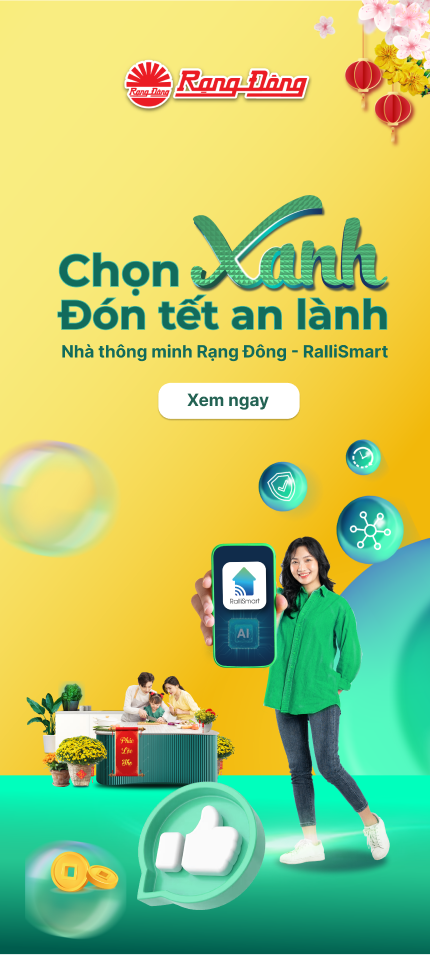 Rạng Đông
Rạng Đông
Chọn Xanh
Đón tết an lành
Nhà thông minh Rạng Đông - RalliSmart
Xem ngay
RalliSmart
AI
Phúc
Lộc
Thọ